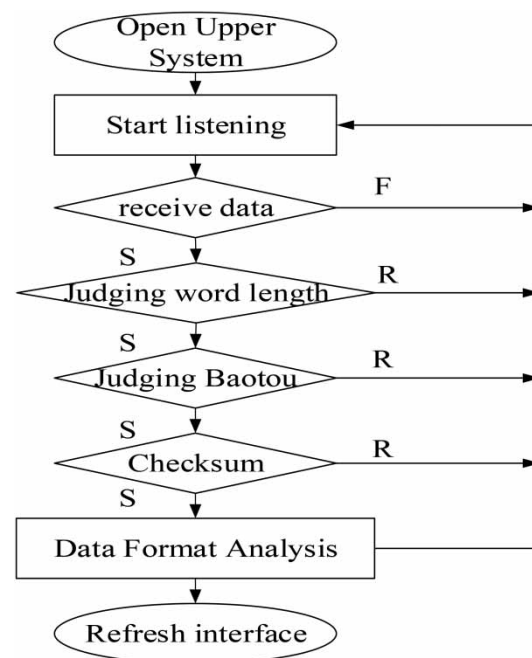 Open Upper
System
Start listening
receive data
F
S
Judging word length
R
S
Judging Baotou
R
S
Checksum
R
S
Data Format Analysis
Refresh interface